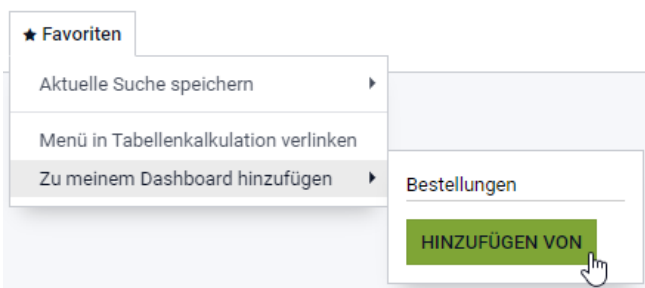 Favoriten
Aktuelle Suche speichern
Menü in Tabellenkalkulation verlinken
Zu meinem Dashboard hinzufügen
Bestellungen
HINZUFÜGEN VON